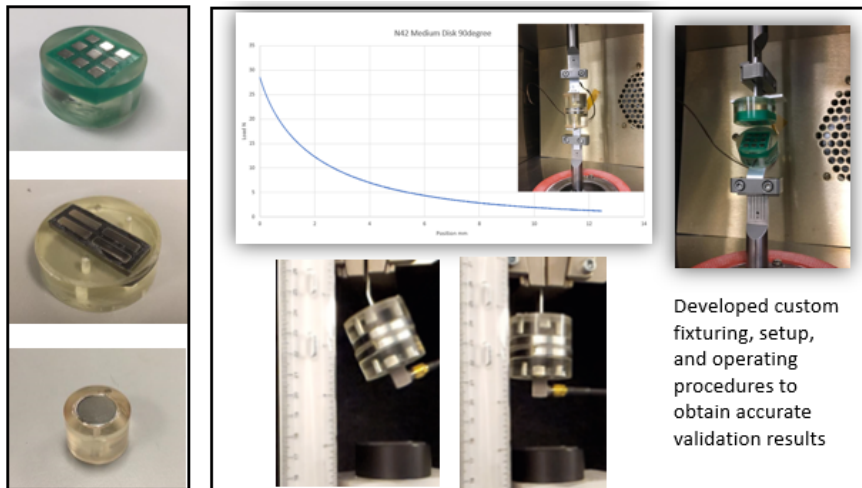 N42 Medium Disk 90degree
35
30
25
20
15
10
5
0
Load N
0 2 4 6 8 10 12 14
Position mm
Developed custom
fixturing, setup,
and operating
procedures to
obtain accurate
validation results